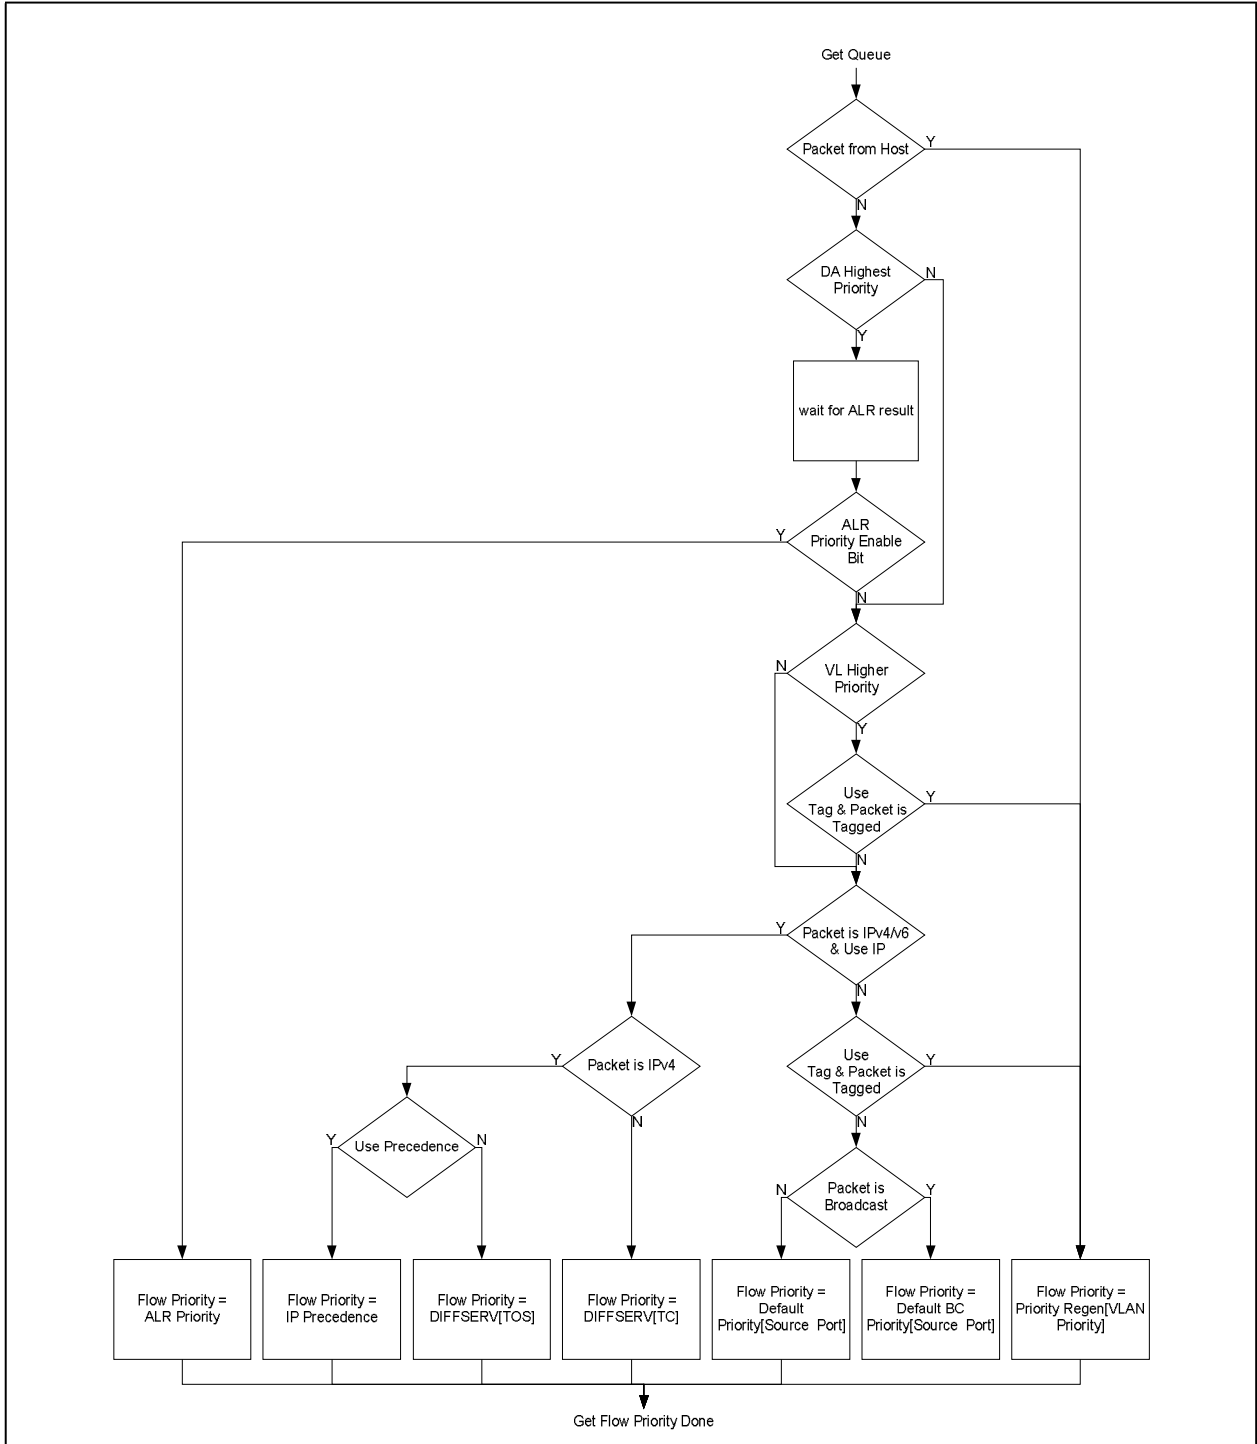 Get Queue
Packet from Host
Y
N
DA Highest
Priority
N
Y
wait for ALR result
ALR
Priority Enable
Bit
Y
N
VL Higher
Priority
N
Y
Use
Tag & Packet is
Tagged
Y
N
Packet is IPv4/v6
& Use IP
Y
N
Packet is IPv4
Y
N
Use
Tag & Packet is
Tagged
Y
N
Use Precedence
Y
N
Packet is
Broadcast
N
Y
Flow Priority =
ALR Priority
Flow Priority =
IP Precedence
Flow Priority =
DIFFSERV[TOS]
Flow Priority =
DIFFSERV[TC]
Flow Priority =
Default
Priority[Source Port]
Flow Priority =
Default BC
Priority[Source Port]
Flow Priority =
Priority Regen[VLAN
Priority]
Get Flow Priority Done